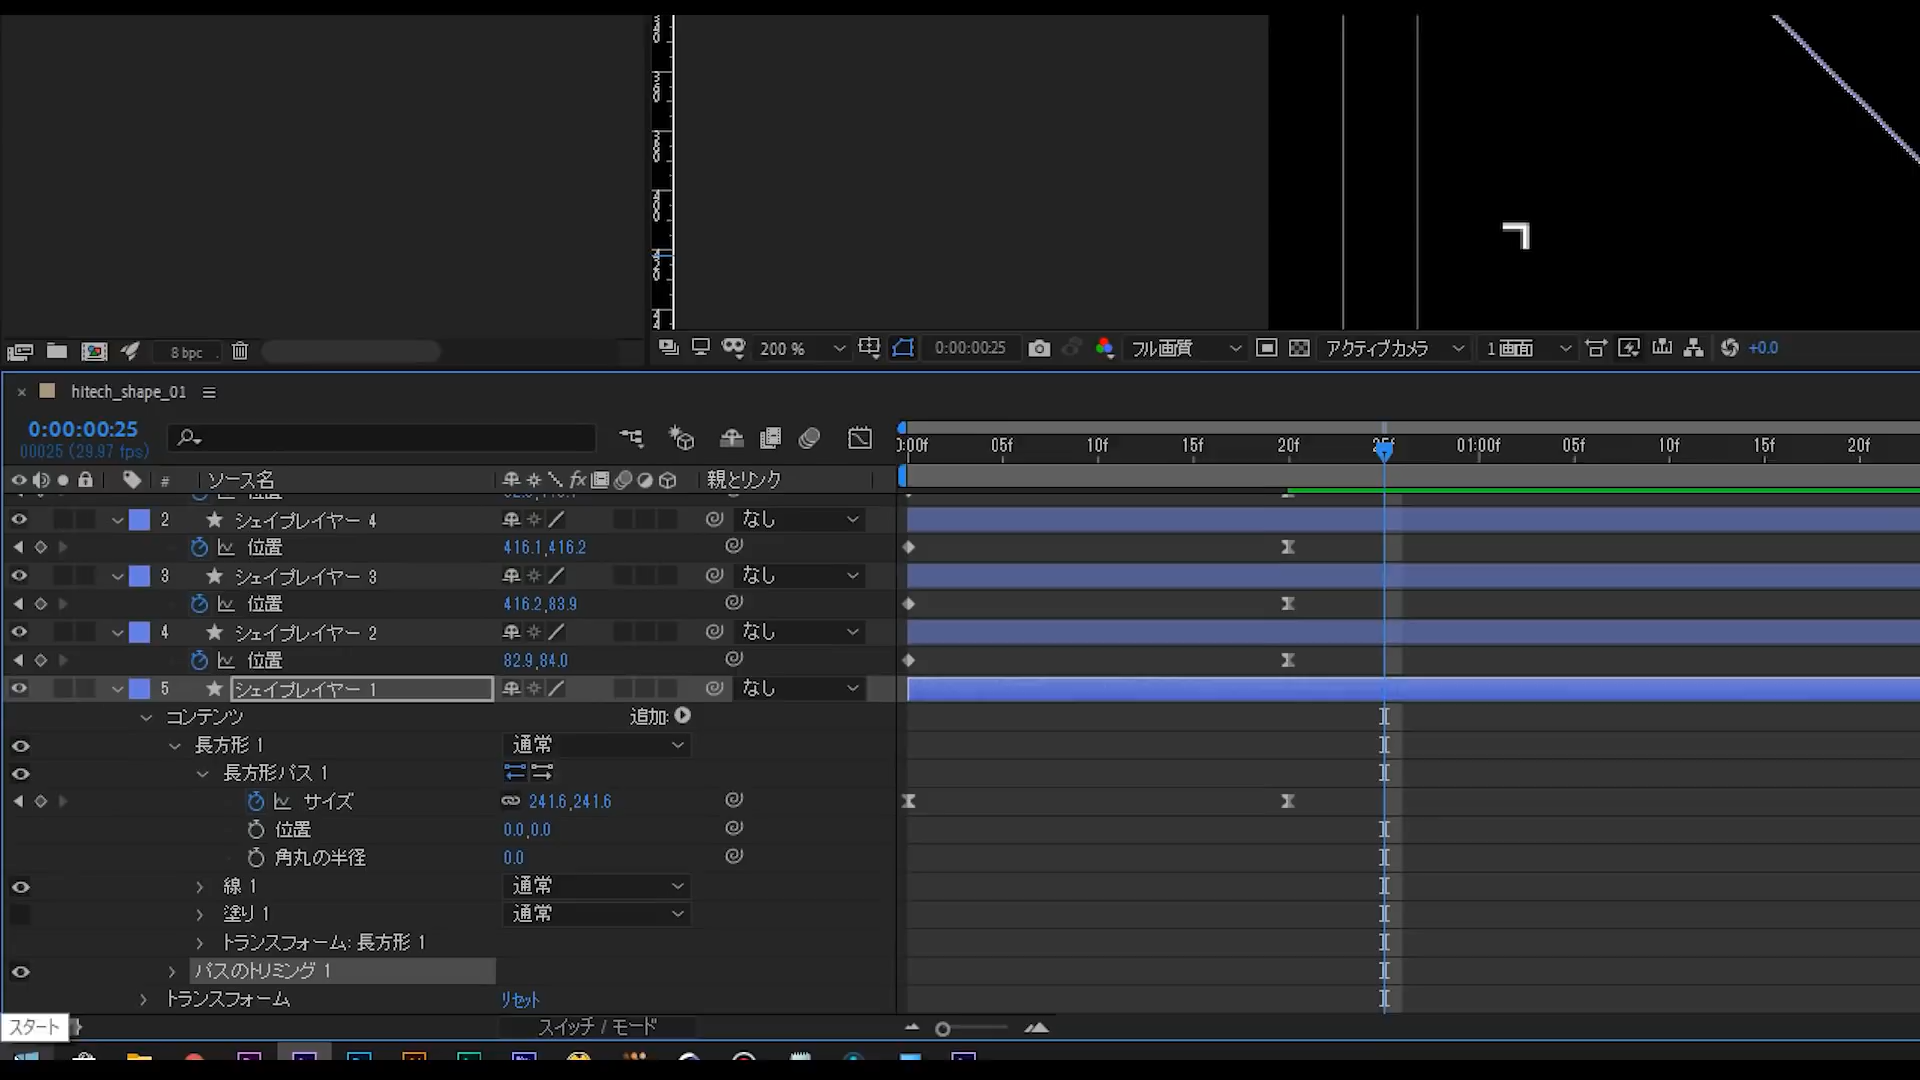 8 bpc
200 %
0:00:00:25
フル画質
アクティブカメラ
1画面
+0.0
hitech_shape_01
0:00:00:25
00025 (29.97 fps)
0:00f 05f 10f 15f 20f 25f 01:00f 05f 10f 15f 20f
# ソース名 fx 親とリンク
2 シェイプレイヤー 4 なし
位置 416.1,416.2
3 シェイプレイヤー 3 なし
位置 416.2,83.9
4 シェイプレイヤー 2 なし
位置 82.9,84.0
5 シェイプレイヤー 1 なし
コンテンツ 追加:
長方形 1 通常
長方形パス 1
サイズ 241.6,241.6
位置 0.0,0.0
角丸の半径 0.0
線 1 通常
塗り 1 通常
トランスフォーム: 長方形 1
パスのトリミング 1
トランスフォーム リセット
スタート
スイッチ / モード